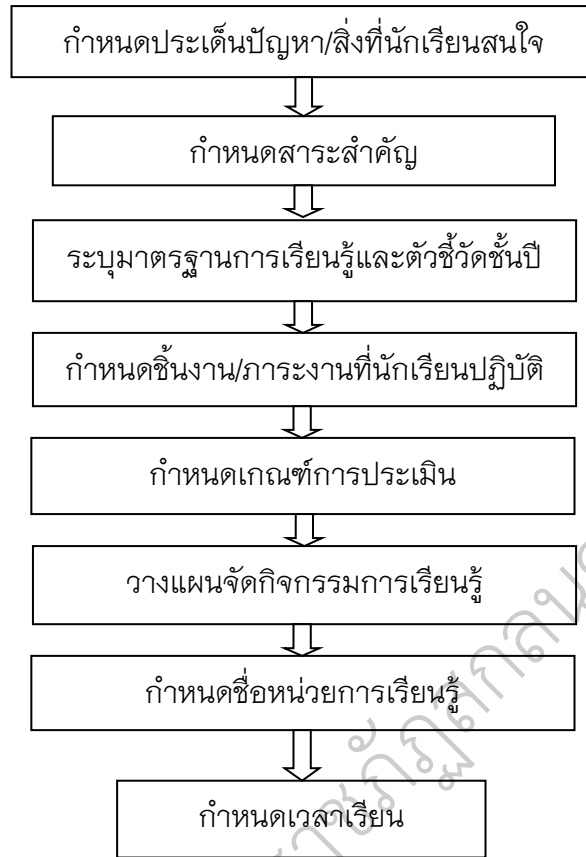 กำหนดประเด็นปัญหา/สิ่งที่นักเรียนสนใจ
กำหนดสาระสำคัญ
ระบุมาตรฐานการเรียนรู้และตัวชี้วัดชั้นปี
กำหนดชิ้นงาน/ภาระงานที่นักเรียนปฏิบัติ
กำหนดเกณฑ์การประเมิน
วางแผนจัดกิจกรรมการเรียนรู้
กำหนดชื่อหน่วยการเรียนรู้
กำหนดเวลาเรียน